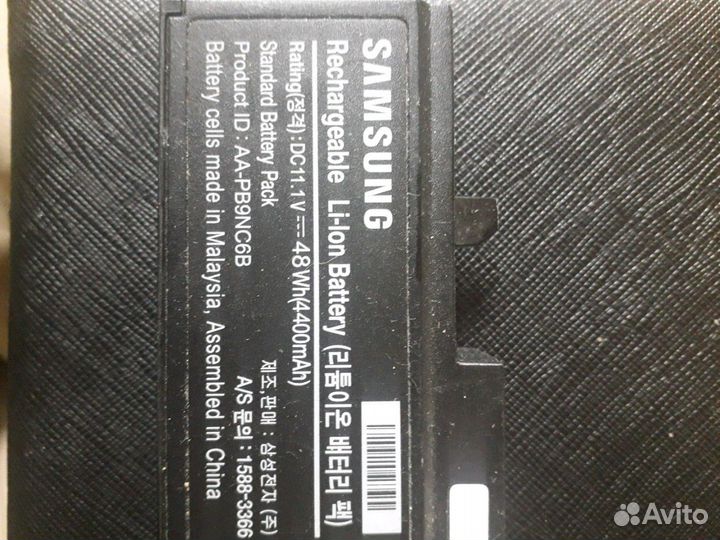 SAMSUNG
Rechargeable Li-Ion Battery (리튬이온 배터리 팩)
Rating(정격) : DC11.1V 48Wh(4400mAh)
Standard Battery Pack 제조,판매 : 삼성전자 (주)
Product ID : AA-PB9NC6B A/S 문의 : 1588-3366
Battery cells made in Malaysia, Assembled in China
Avito